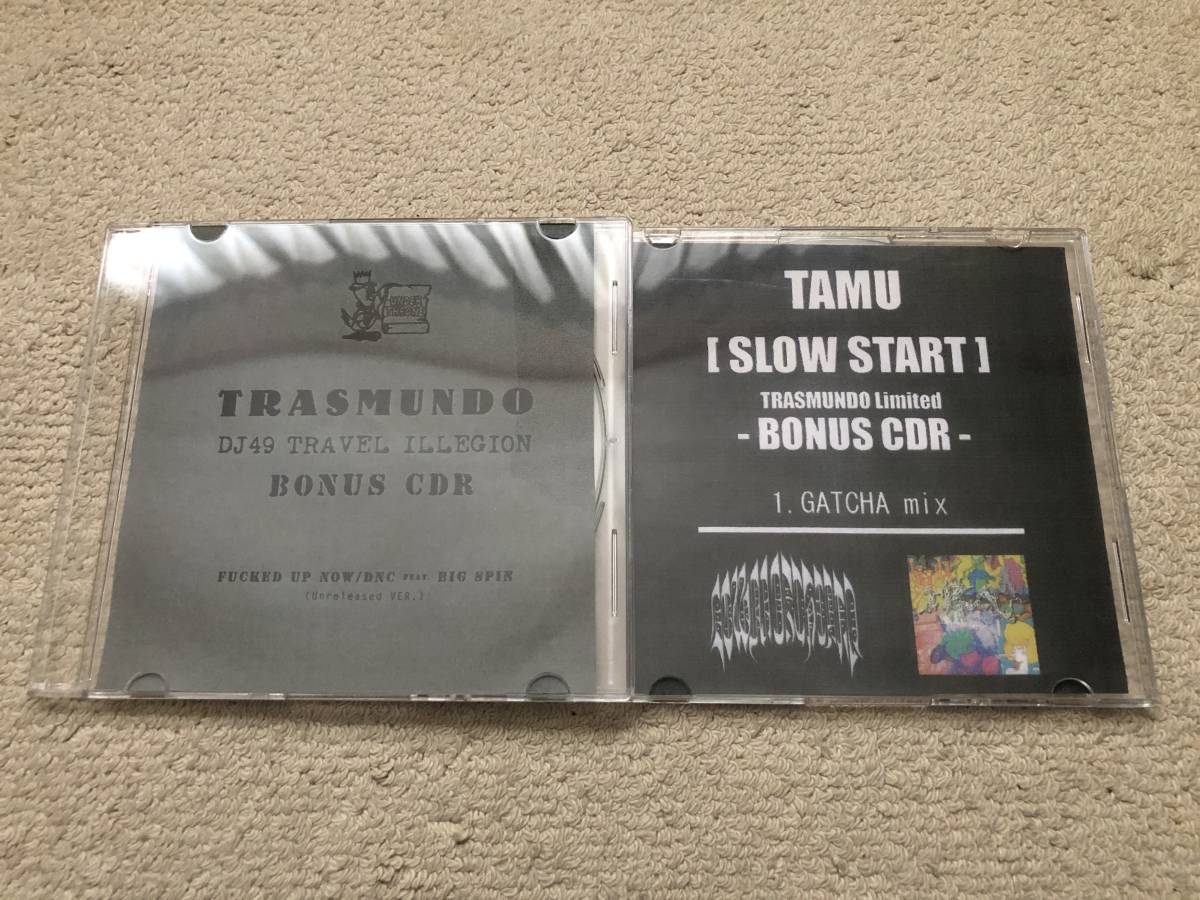 UNDER
TRASMUNDO
DJ49 TRAVEL ILLEGION
BONUS CDR
FUCKED UP NOW/DNC FEAT. BIG SPIN
(Unreleased VER.)
TAMU
[ SLOW START ]
TRASMUNDO Limited
- BONUS CDR -
1. GATCHA mix